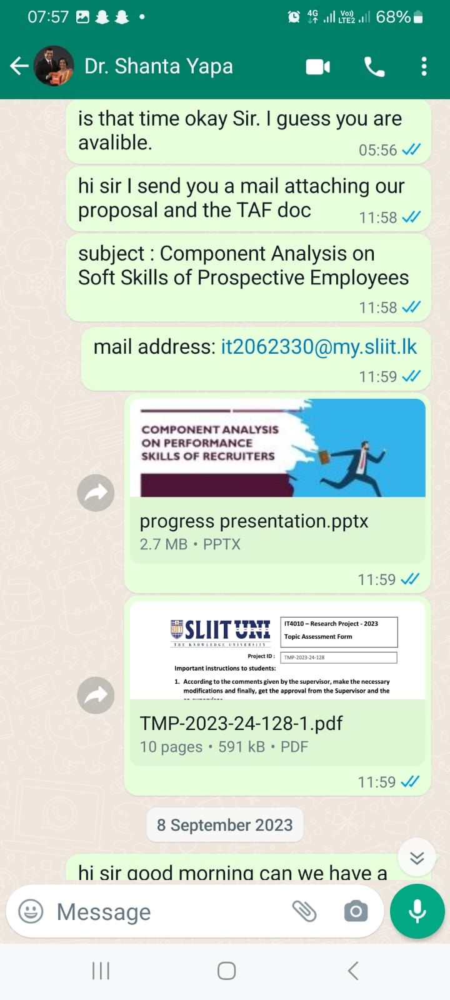 07:57
4G Vo)) LTE2 68%
Dr. Shanta Yapa
is that time okay Sir. I guess you are
avalible.
05:56
hi sir I send you a mail attaching our
proposal and the TAF doc
11:58
subject : Component Analysis on
Soft Skills of Prospective Employees
11:58
mail address: it2062330@my.sliit.lk
11:59
COMPONENT ANALYSIS
ON PERFORMANCE
SKILLS OF RECRUITERS
progress presentation.pptx
2.7 MB • PPTX
11:59
SLIIT UNI
THE KNOWLEDGE UNIVERSITY
IT4010 – Research Project - 2023
Topic Assessment Form
Project ID :
TMP-2023-24-128
Important instructions to students:
1. According to the comments given by the supervisor, make the necessary
modifications and finally, get the approval from the Supervisor and the
TMP-2023-24-128-1.pdf
10 pages • 591 kB • PDF
11:59
8 September 2023
hi sir good morning can we have a
Message